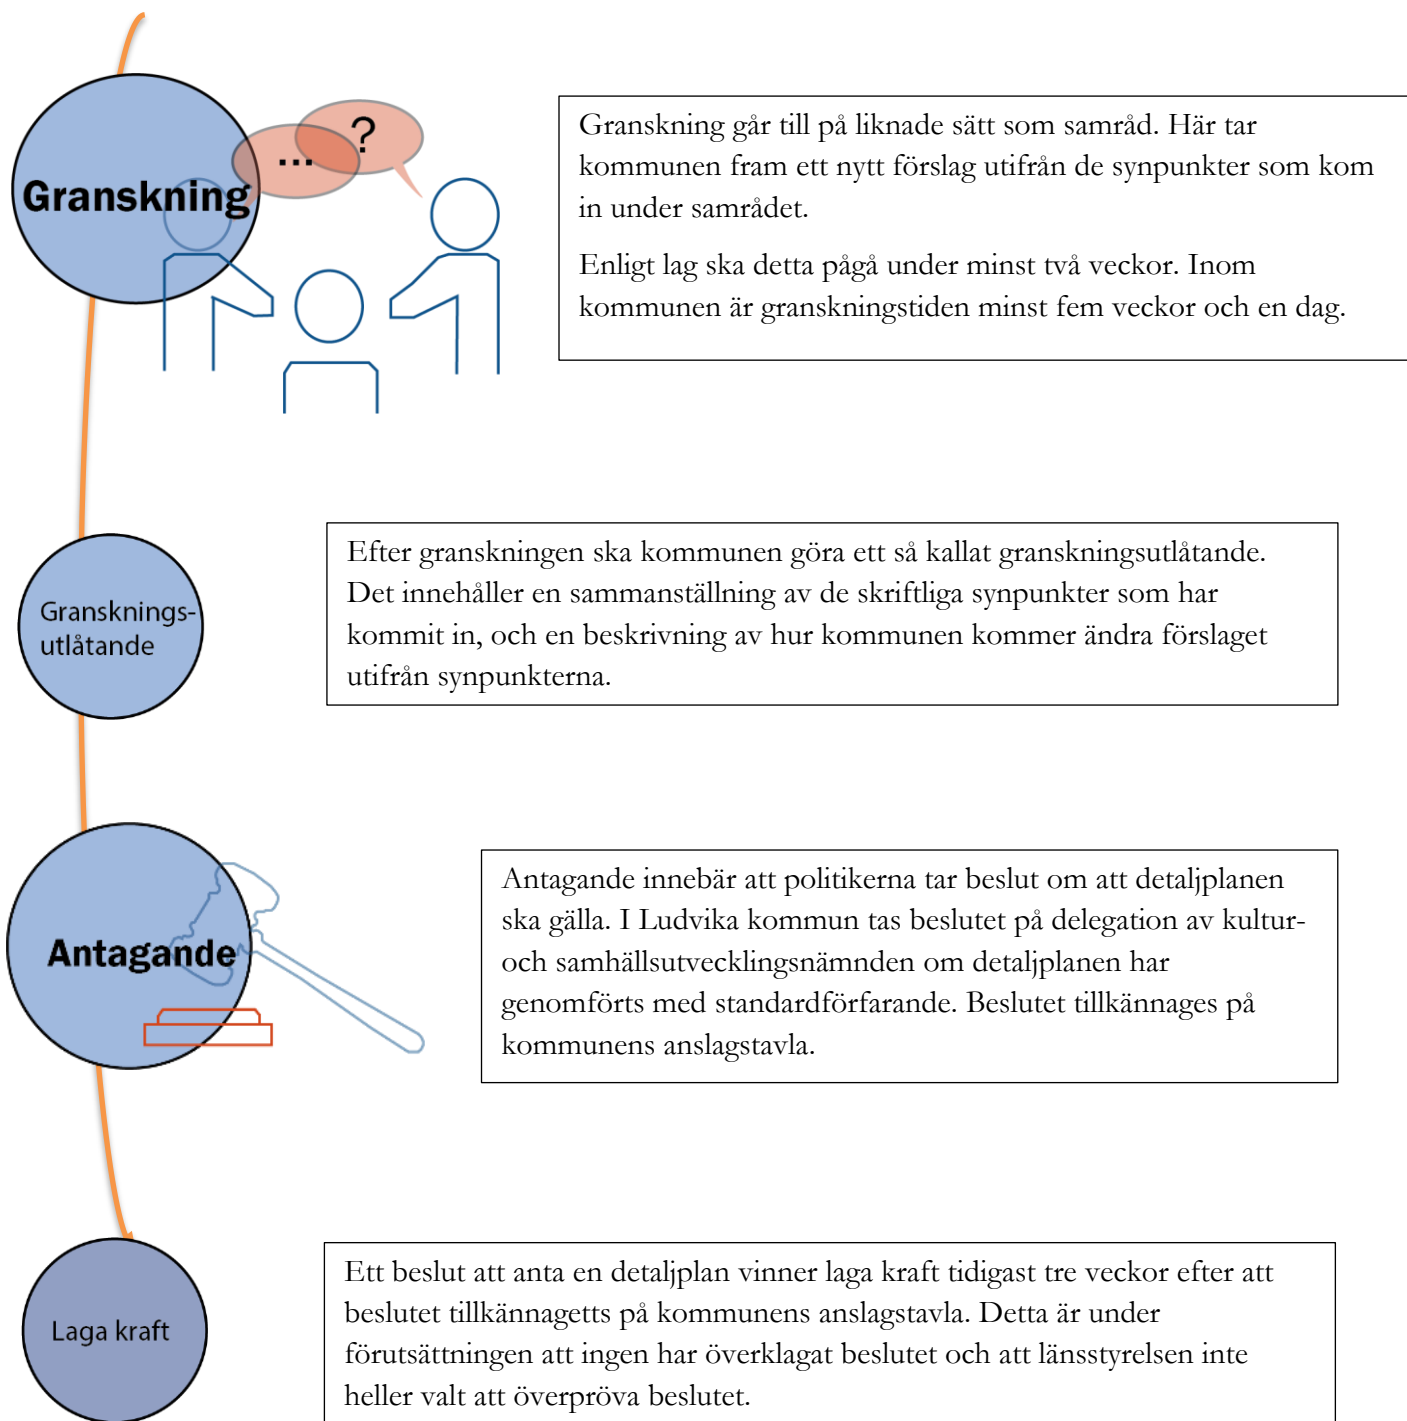 Granskning
...
?
Granskning går till på liknade sätt som samråd. Här tar
kommunen fram ett nytt förslag utifrån de synpunkter som kom
in under samrådet.
Enligt lag ska detta pågå under minst två veckor. Inom
kommunen är granskningstiden minst fem veckor och en dag.
Gransknings-
utlåtande
Efter granskningen ska kommunen göra ett så kallat granskningsutlåtande.
Det innehåller en sammanställning av de skriftliga synpunkter som har
kommit in, och en beskrivning av hur kommunen kommer ändra förslaget
utifrån synpunkterna.
Antagande
Antagande innebär att politikerna tar beslut om att detaljplanen
ska gälla. I Ludvika kommun tas beslutet på delegation av kultur-
och samhällsutvecklingsnämnden om detaljplanen har
genomförts med standardförfarande. Beslutet tillkännages på
kommunens anslagstavla.
Laga kraft
Ett beslut att anta en detaljplan vinner laga kraft tidigast tre veckor efter att
beslutet tillkännagetts på kommunens anslagstavla. Detta är under
förutsättningen att ingen har överklagat beslutet och att länsstyrelsen inte
heller valt att överpröva beslutet.